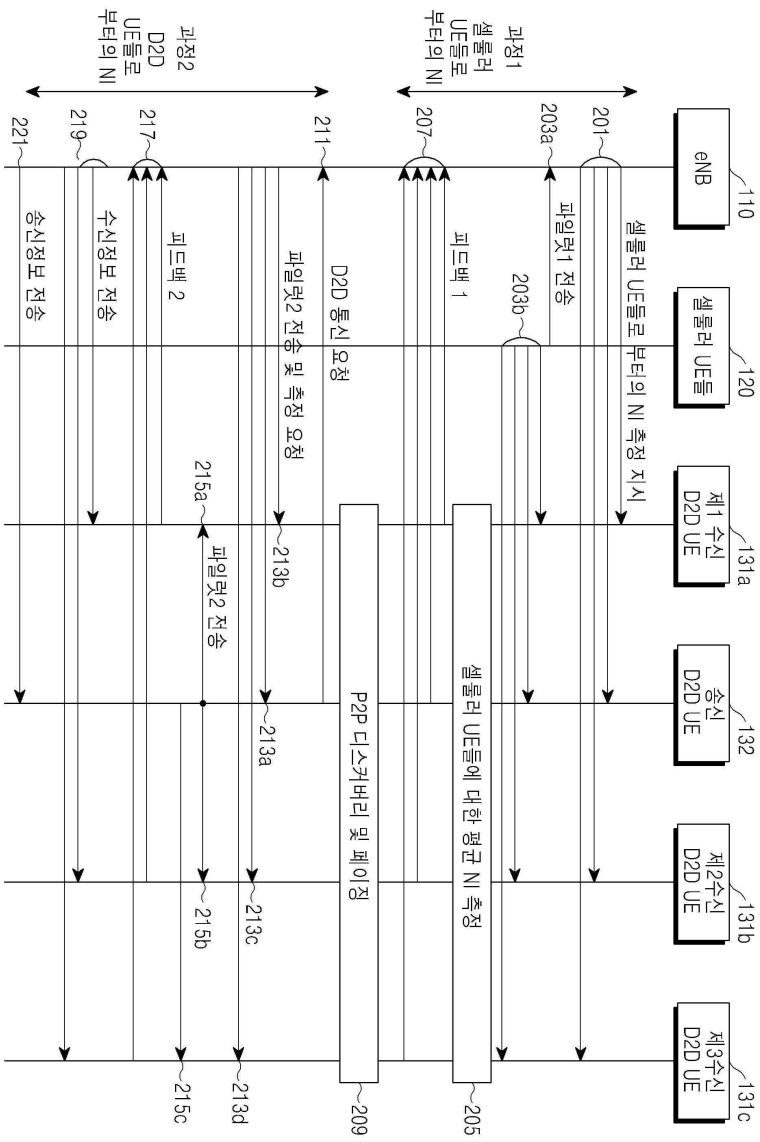 eNB
110
셀룰러 UE들
120
제1 수신
D2D UE
131a
송신
D2D UE
132
제2수신
D2D UE
131b
제3수신
D2D UE
131c
과정1
셀룰러
UE들로
부터의 NI
201
셀룰러 UE들로 부터의 NI 측정 지시
203a
파일럿1 전송
203b
셀룰러 UE들에 대한 평균 NI 측정
205
207
피드백 1
P2P 디스커버리 및 페이징
209
과정2
D2D
UE들로
부터의 NI
211
D2D 통신 요청
파일럿2 전송 및 측정 요청
213b
213a
213c
213d
215a
파일럿2 전송
215b
215c
217
피드백 2
219
수신정보 전송
221
송신정보 전송